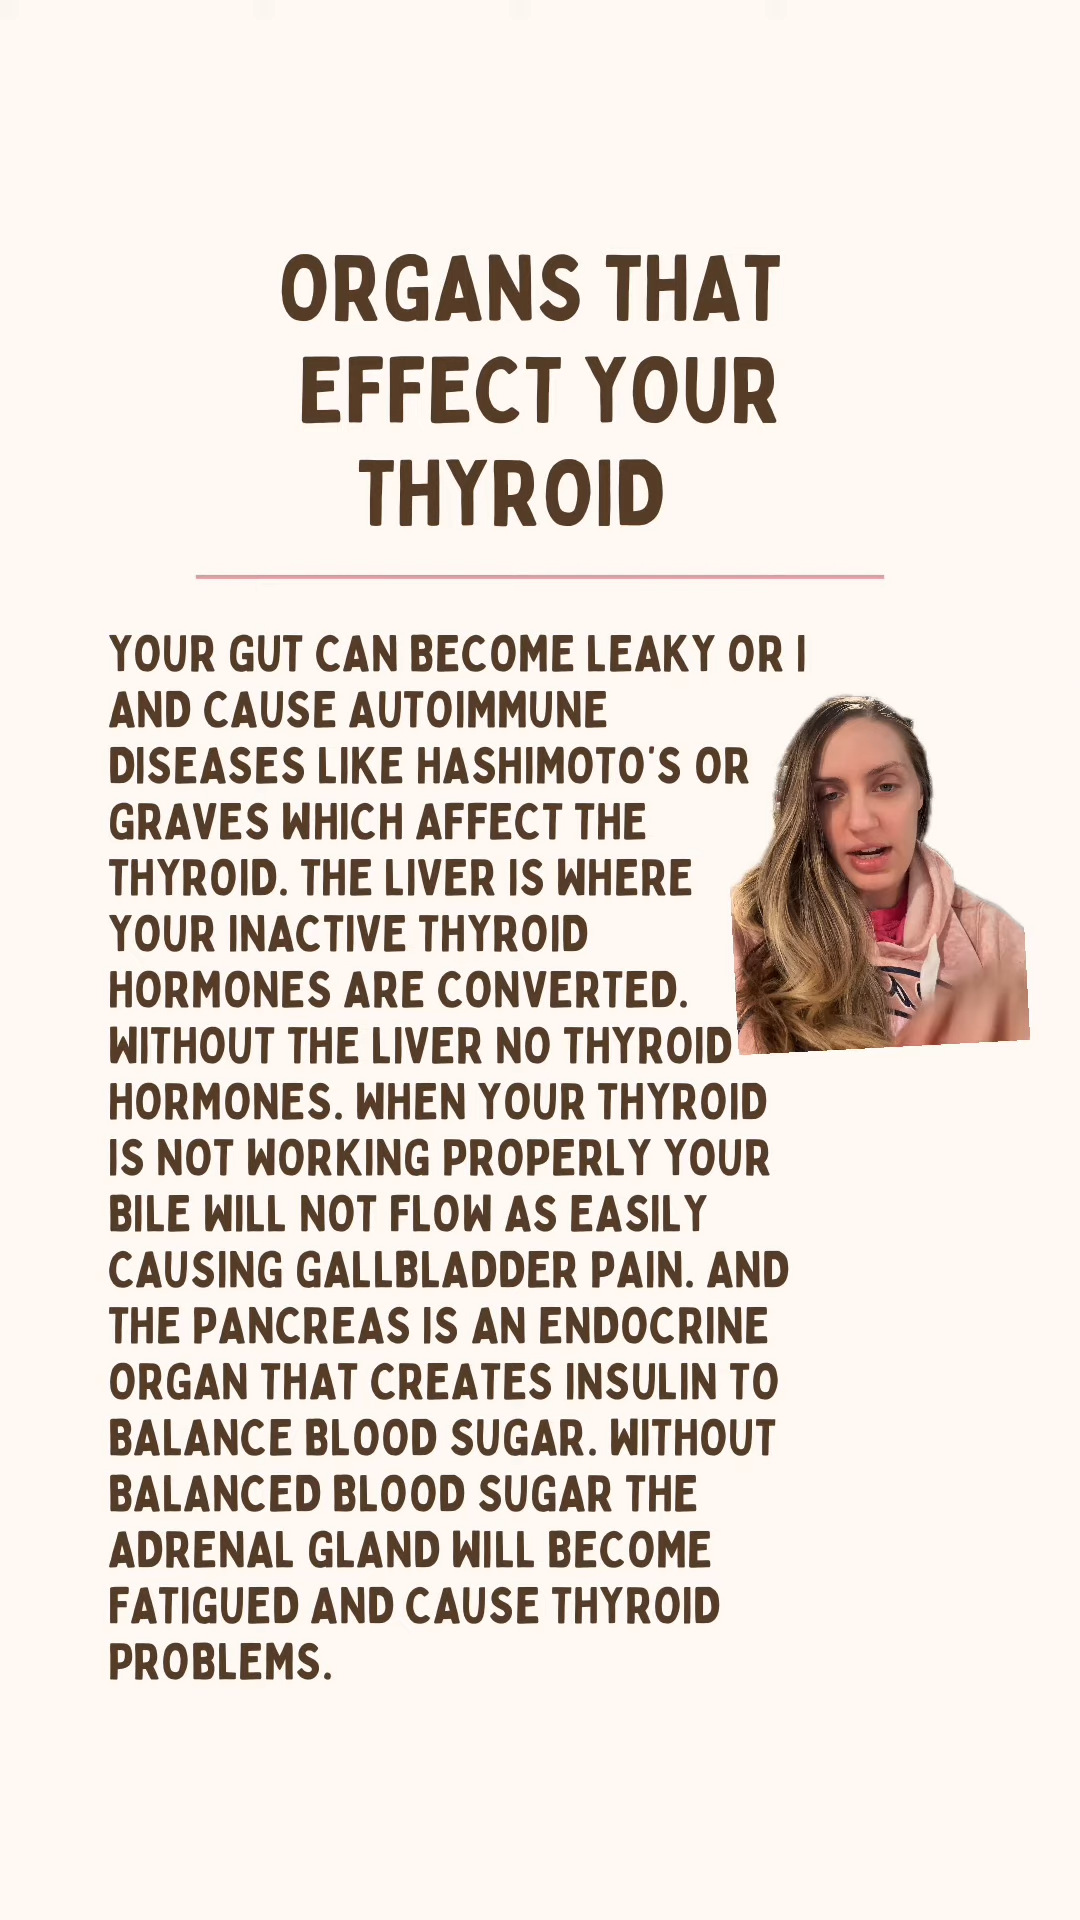 ORGANS THAT
EFFECT YOUR
THYROID
YOUR GUT CAN BECOME LEAKY OR I
AND CAUSE AUTOIMMUNE
DISEASES LIKE HASHIMOTO'S OR
GRAVES WHICH AFFECT THE
THYROID. THE LIVER IS WHERE
YOUR INACTIVE THYROID
HORMONES ARE CONVERTED.
WITHOUT THE LIVER NO THYROID
HORMONES. WHEN YOUR THYROID
IS NOT WORKING PROPERLY YOUR
BILE WILL NOT FLOW AS EASILY
CAUSING GALLBLADDER PAIN. AND
THE PANCREAS IS AN ENDOCRINE
ORGAN THAT CREATES INSULIN TO
BALANCE BLOOD SUGAR. WITHOUT
BALANCED BLOOD SUGAR THE
ADRENAL GLAND WILL BECOME
FATIGUED AND CAUSE THYROID
PROBLEMS.